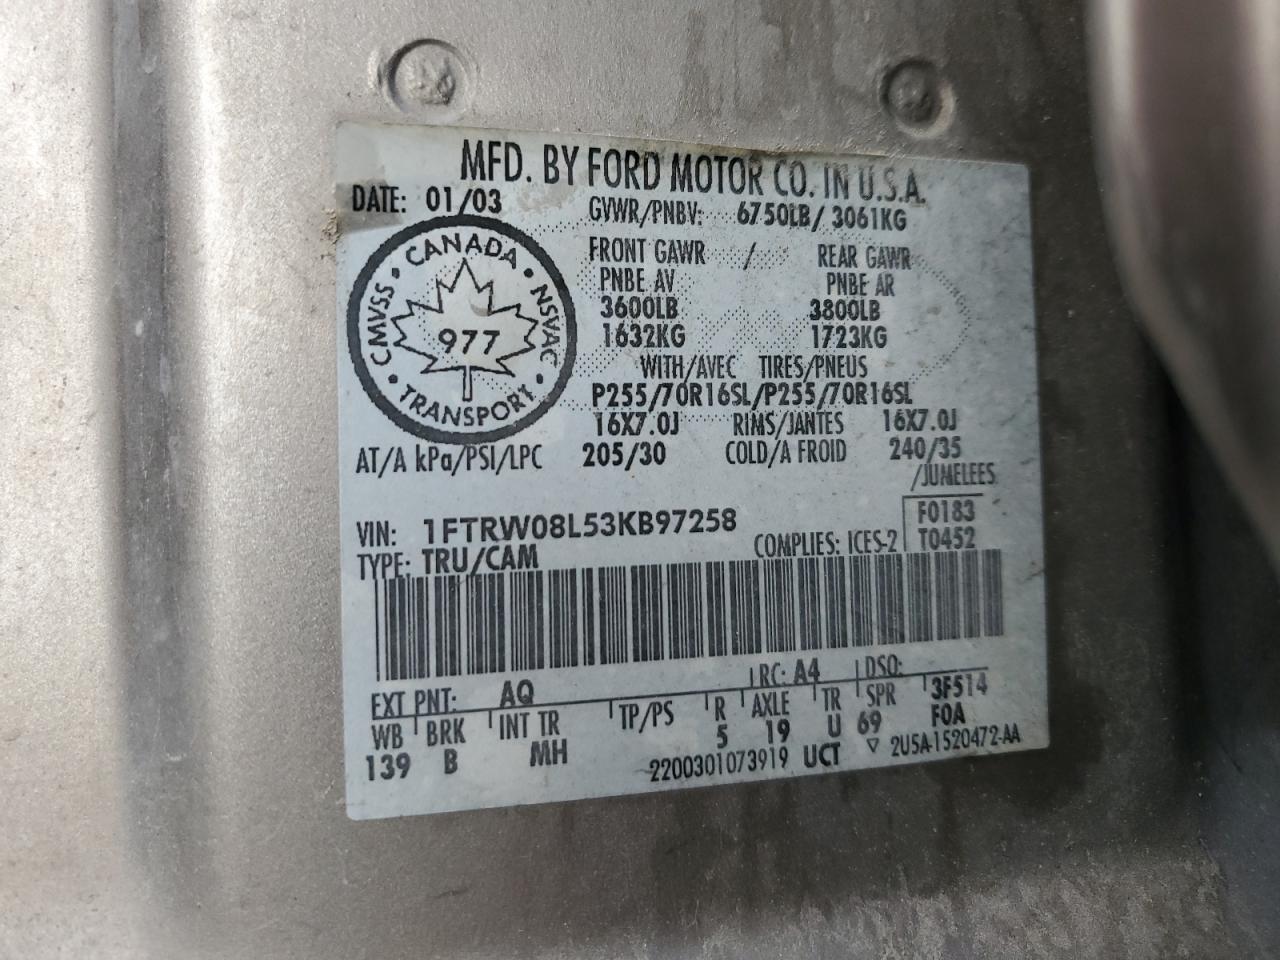 MFD. BY FORD MOTOR CO. IN U.S.A.
DATE: 01/03 GVWR/PNBV: 6750LB/ 3061KG
CANADA CMVSS NSVAC TRANSPORT
977
FRONT GAWR / REAR GAWR
PNBE AV PNBE AR
3600LB 3800LB
1632KG 1723KG
WITH/AVEC TIRES/PNEUS
P255/70R16SL/P255/70R16SL
16X7.0J RIMS/JANTES 16X7.0J
AT/A kPa/PSI/LPC 205/30 COLD/A FROID 240/35
/JUMELEES
VIN: 1FTRW08L53KB97258 F0183
TYPE: TRU/CAM COMPLIES: ICES-2 T0452
EXT PNT: AQ RC: A4 DSO:
WB BRK INT TR TP/PS R AXLE TR SPR 3F514
139 B MH 5 19 U 69 F0A
2200301073919 UCT ▽ 2U5A-1520472-AA